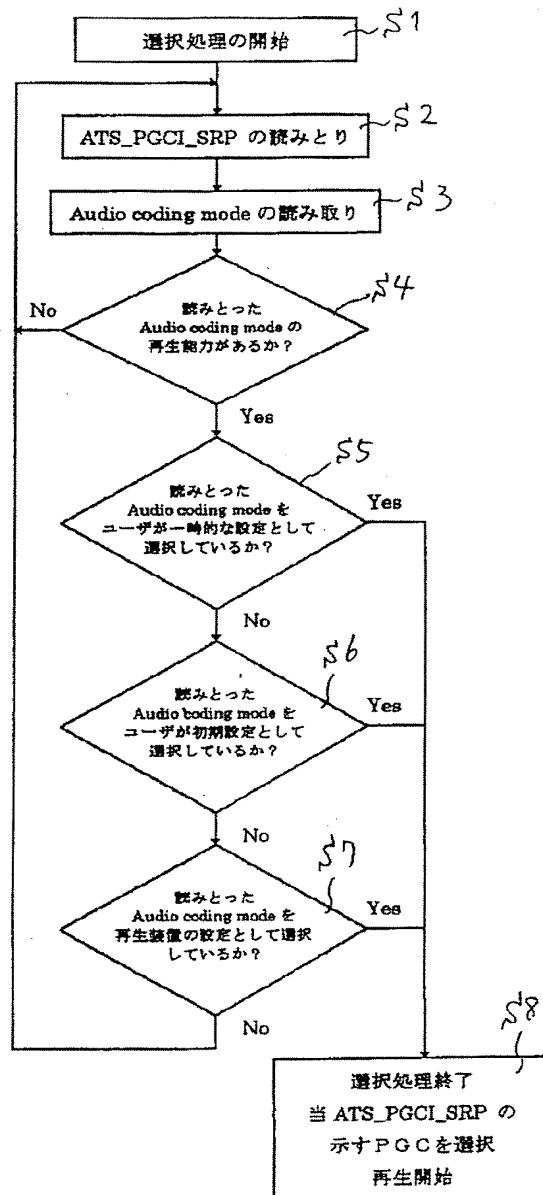 選択処理の開始
S1
ATS_PGCI_SRP の読みとり
S2
Audio coding mode の読み取り
S3
読みとった
Audio coding mode の
再生能力があるか？
S4
No
Yes
読みとった
Audio coding mode を
ユーザが一時的な設定として
選択しているか？
S5
Yes
No
読みとった
Audio coding mode を
ユーザが初期設定として
選択しているか？
S6
Yes
No
読みとった
Audio coding mode を
再生装置の設定として選択
しているか？
S7
Yes
No
S8
選択処理終了
当 ATS_PGCI_SRP の
示すＰＧＣを選択
再生開始